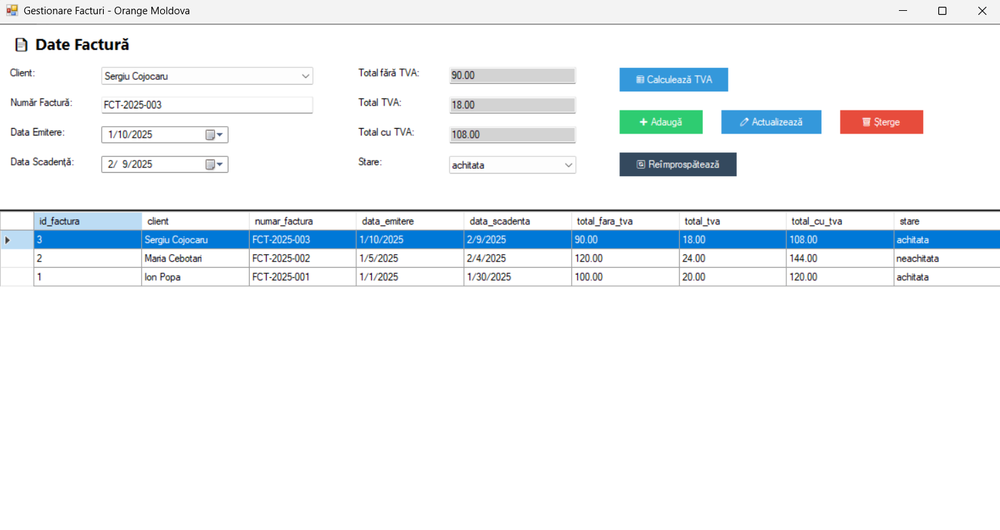 Gestionare Facturi - Orange Moldova
Date Factură
Client: Sergiu Cojocaru Total fără TVA: 90.00 Calculează TVA
Număr Factură: FCT-2025-003 Total TVA: 18.00
Adaugă Actualizează Șterge
Data Emitere: 1/10/2025 Total cu TVA: 108.00
Data Scadență: 2/ 9/2025 Stare: achitata Reîmprospătează
id_factura client numar_factura data_emitere data_scadenta total_fara_tva total_tva total_cu_tva stare
3 Sergiu Cojocaru FCT-2025-003 1/10/2025 2/9/2025 90.00 18.00 108.00 achitata
2 Maria Cebotari FCT-2025-002 1/5/2025 2/4/2025 120.00 24.00 144.00 neachitata
1 Ion Popa FCT-2025-001 1/1/2025 1/30/2025 100.00 20.00 120.00 achitata